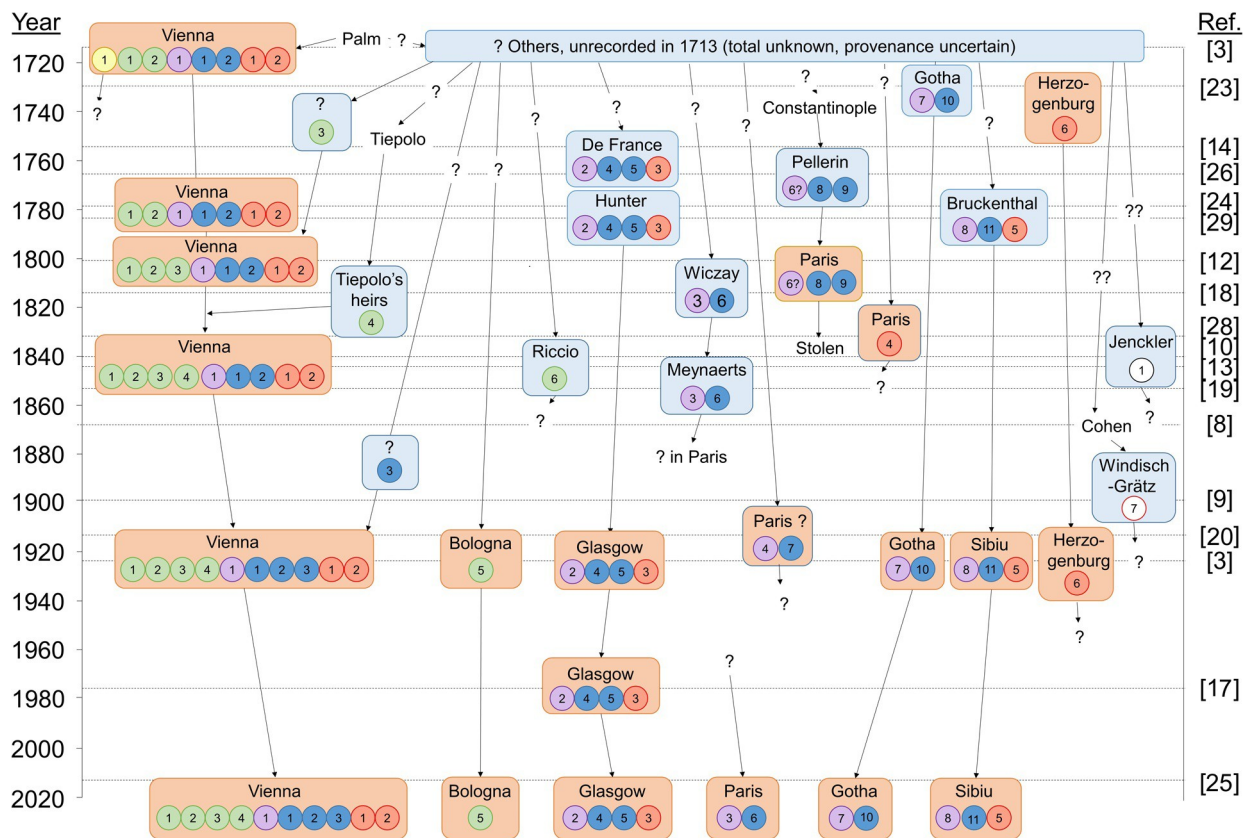 Year
Ref.
Vienna
1 1 2 1 1 2 1 2
Palm ?
? Others, unrecorded in 1713 (total unknown, provenance uncertain)
[3]
1720
?
3
?
Tiepolo
?
?
?
?
?
?
?
?
?
Constantinople
?
Gotha
7 10
?
Herzo-
genburg
6
[23]
1740
De France
2 4 5 3
Pellerin
6? 8 9
??
??
[14]
1760
[26]
Vienna
1 2 1 1 2 1 2
Hunter
2 4 5 3
Bruckenthal
8 11 5
[24]
1780
[29]
Vienna
1 2 3 1 1 2 1 2
Tiepolo's
heirs
4
Wiczay
3 6
Paris
6? 8 9
[12]
1800
[18]
1820
Vienna
1 2 3 4 1 1 2 1 2
Riccio
6
?
Meynaerts
3 6
? in Paris
Stolen
Paris
4
?
Jenckler
1
?
[28]
[10]
1840
[13]
[19]
1860
[8]
?
3
Cohen
Windisch
-Grätz
7
?
1880
[9]
1900
Vienna
1 2 3 4 1 1 2 3 1 2
Bologna
5
Glasgow
2 4 5 3
Paris ?
4 7
?
Gotha
7 10
Sibiu
8 11 5
Herzo-
genburg
6
?
[20]
1920
[3]
1940
1960
Glasgow
2 4 5 3
?
[17]
1980
2000
Vienna
1 2 3 4 1 1 2 3 1 2
Bologna
5
Glasgow
2 4 5 3
Paris
3 6
Gotha
7 10
Sibiu
8 11 5
[25]
2020